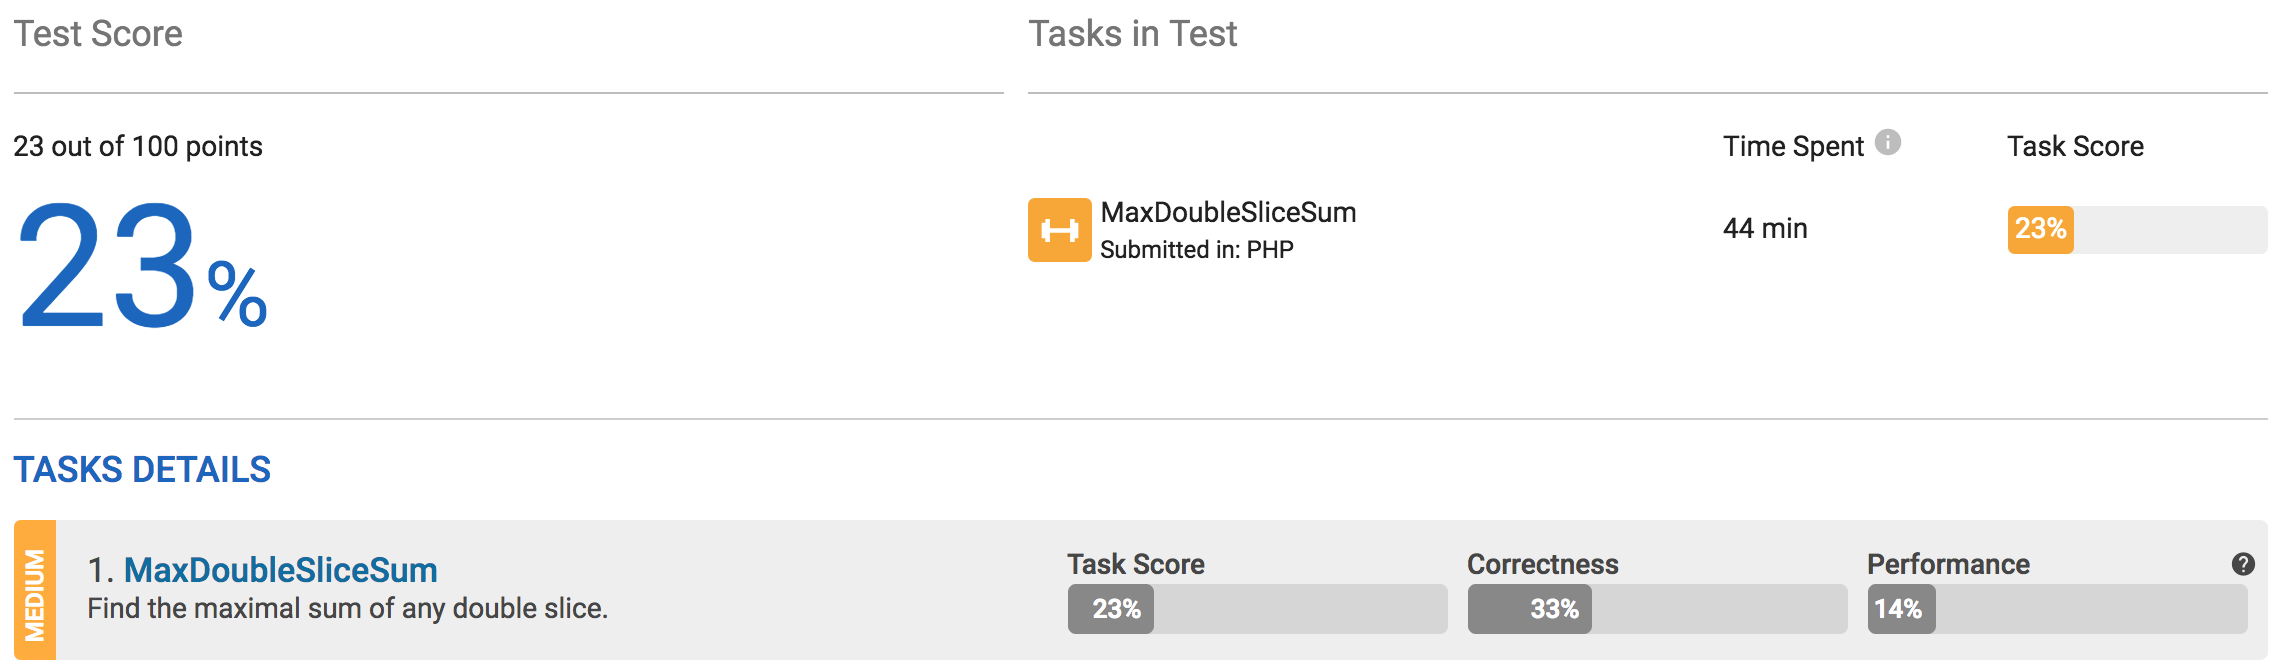 Test Score
23 out of 100 points
23%
Tasks in Test
Time Spent
Task Score
MaxDoubleSliceSum
Submitted in: PHP
44 min
23%
TASKS DETAILS
MEDIUM
1. MaxDoubleSliceSum
Find the maximal sum of any double slice.
Task Score
23%
Correctness
33%
Performance
?
14%